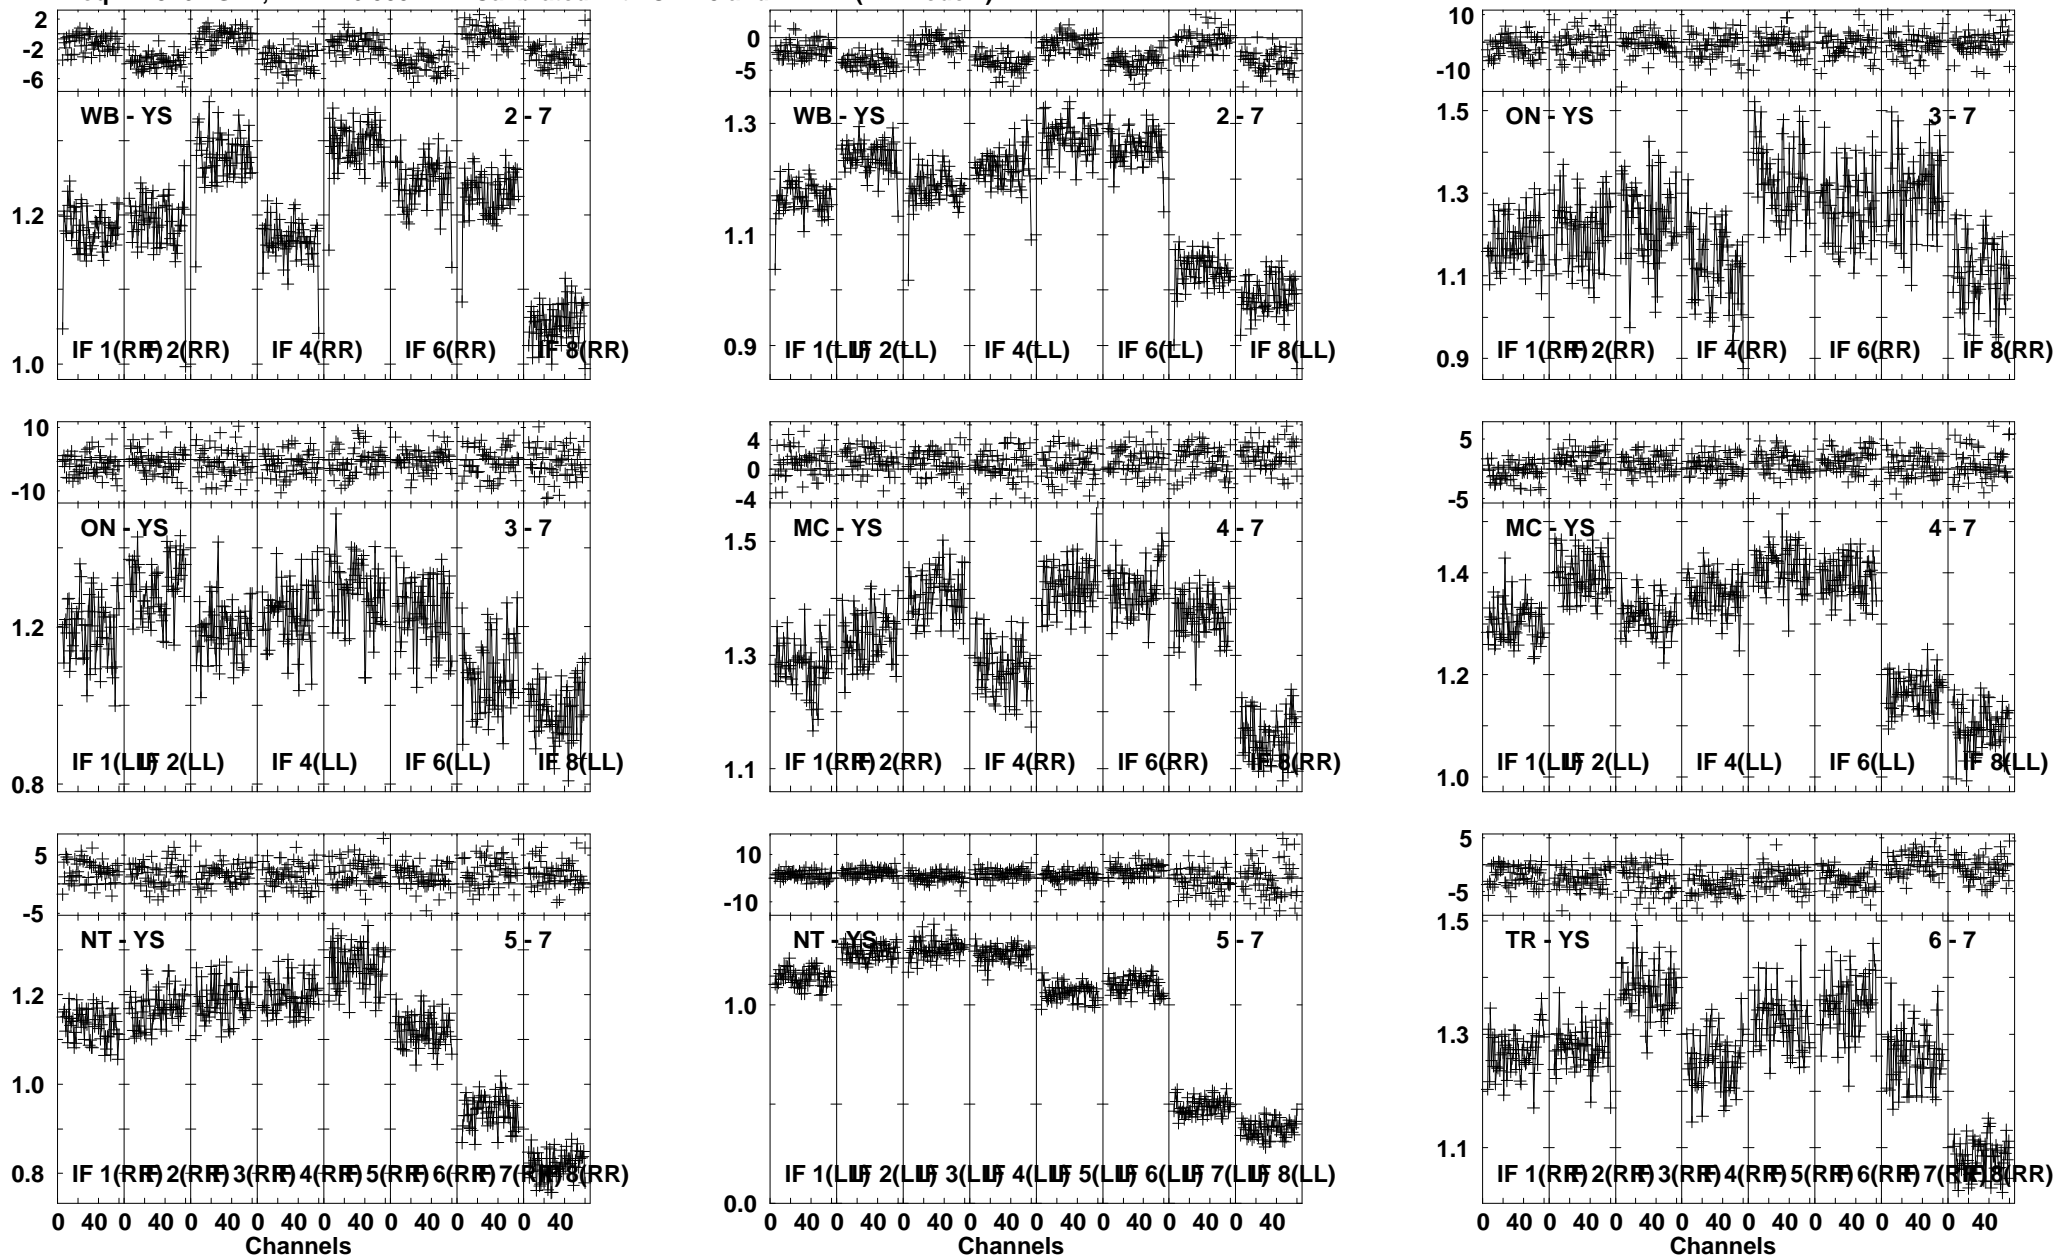 2
-2
-6
WB - YS 2 - 7
1.2
1.0
IF 1(RR) IF 2(RR) IF 4(RR) IF 6(RR) IF 8(RR)
0
-5
WB - YS 2 - 7
1.3
1.1
0.9
IF 1(LL) IF 2(LL) IF 4(LL) IF 6(LL) IF 8(LL)
10
-10
ON - YS 3 - 7
1.5
1.4
1.3
1.1
0.9
IF 1(RR) IF 2(RR) IF 4(RR) IF 6(RR) IF 8(RR)
10
-10
ON - YS 3 - 7
1.2
0.8
IF 1(LL) IF 2(LL) IF 4(LL) IF 6(LL) IF 8(LL)
4
0
-4
MC - YS 4 - 7
1.5
1.3
1.1
IF 1(RR) IF 2(RR) IF 4(RR) IF 6(RR) IF 8(RR)
5
-5
MC - YS 4 - 7
1.4
1.2
1.0
IF 1(LL) IF 2(LL) IF 4(LL) IF 6(LL) IF 8(LL)
5
-5
NT - YS 5 - 7
1.2
1.0
0.8
IF 1(RR) IF 2(RR) IF 3(RR) IF 4(RR) IF 5(RR) IF 6(RR) IF 7(RR) IF 8(RR)
0 40 0 40 0 40 0 40 0 40 0 40 0 40 0 40
Channels
10
-10
NT - YS 5 - 7
1.0
0.0
IF 1(LL) IF 2(LL) IF 3(LL) IF 4(LL) IF 5(LL) IF 6(LL) IF 7(LL) IF 8(LL)
0 40 0 40 0 40 0 40 0 40 0 40 0 40 0 40
Channels
5
0
-5
TR - YS 6 - 7
1.5
1.3
1.1
IF 1(RR) IF 2(RR) IF 3(RR) IF 4(RR) IF 5(RR) IF 6(RR) IF 7(RR) IF 8(RR)
0 40 0 40 0 40 0 40 0 40 0 40 0 40 0 40
Channels